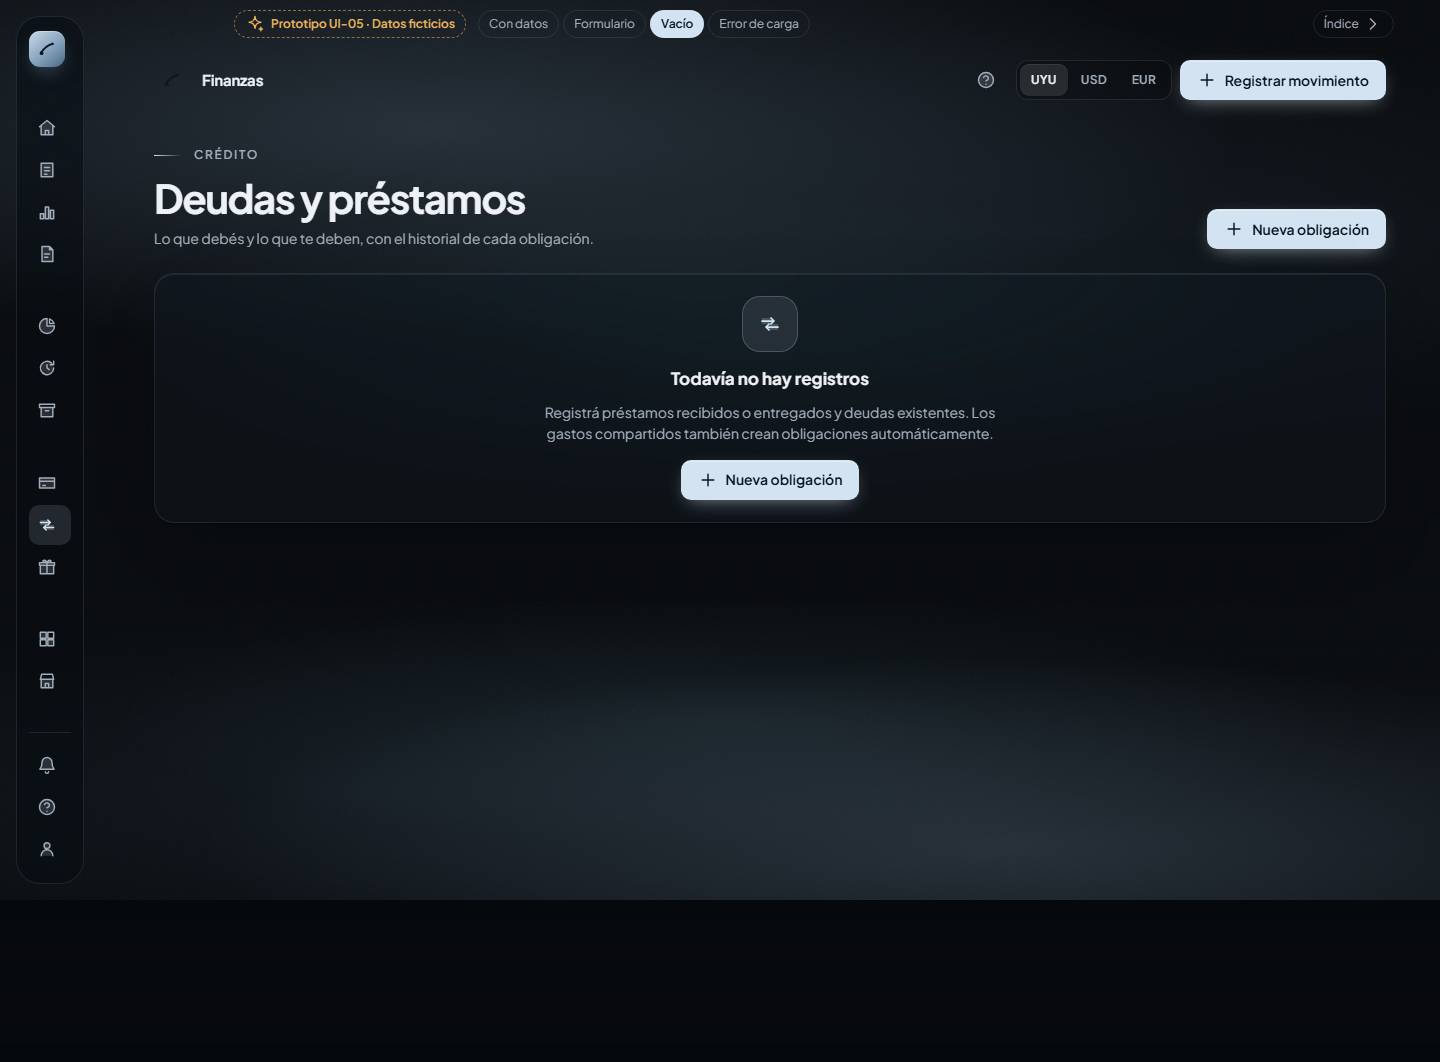 Prototipo UI-05 · Datos ficticios
Con datos
Formulario
Vacío
Error de carga
Índice
Finanzas
UYU
USD
EUR
Registrar movimiento
CRÉDITO
Deudas y préstamos
Lo que debés y lo que te deben, con el historial de cada obligación.
Nueva obligación
Todavía no hay registros
Registrá préstamos recibidos o entregados y deudas existentes. Los
gastos compartidos también crean obligaciones automáticamente.
Nueva obligación